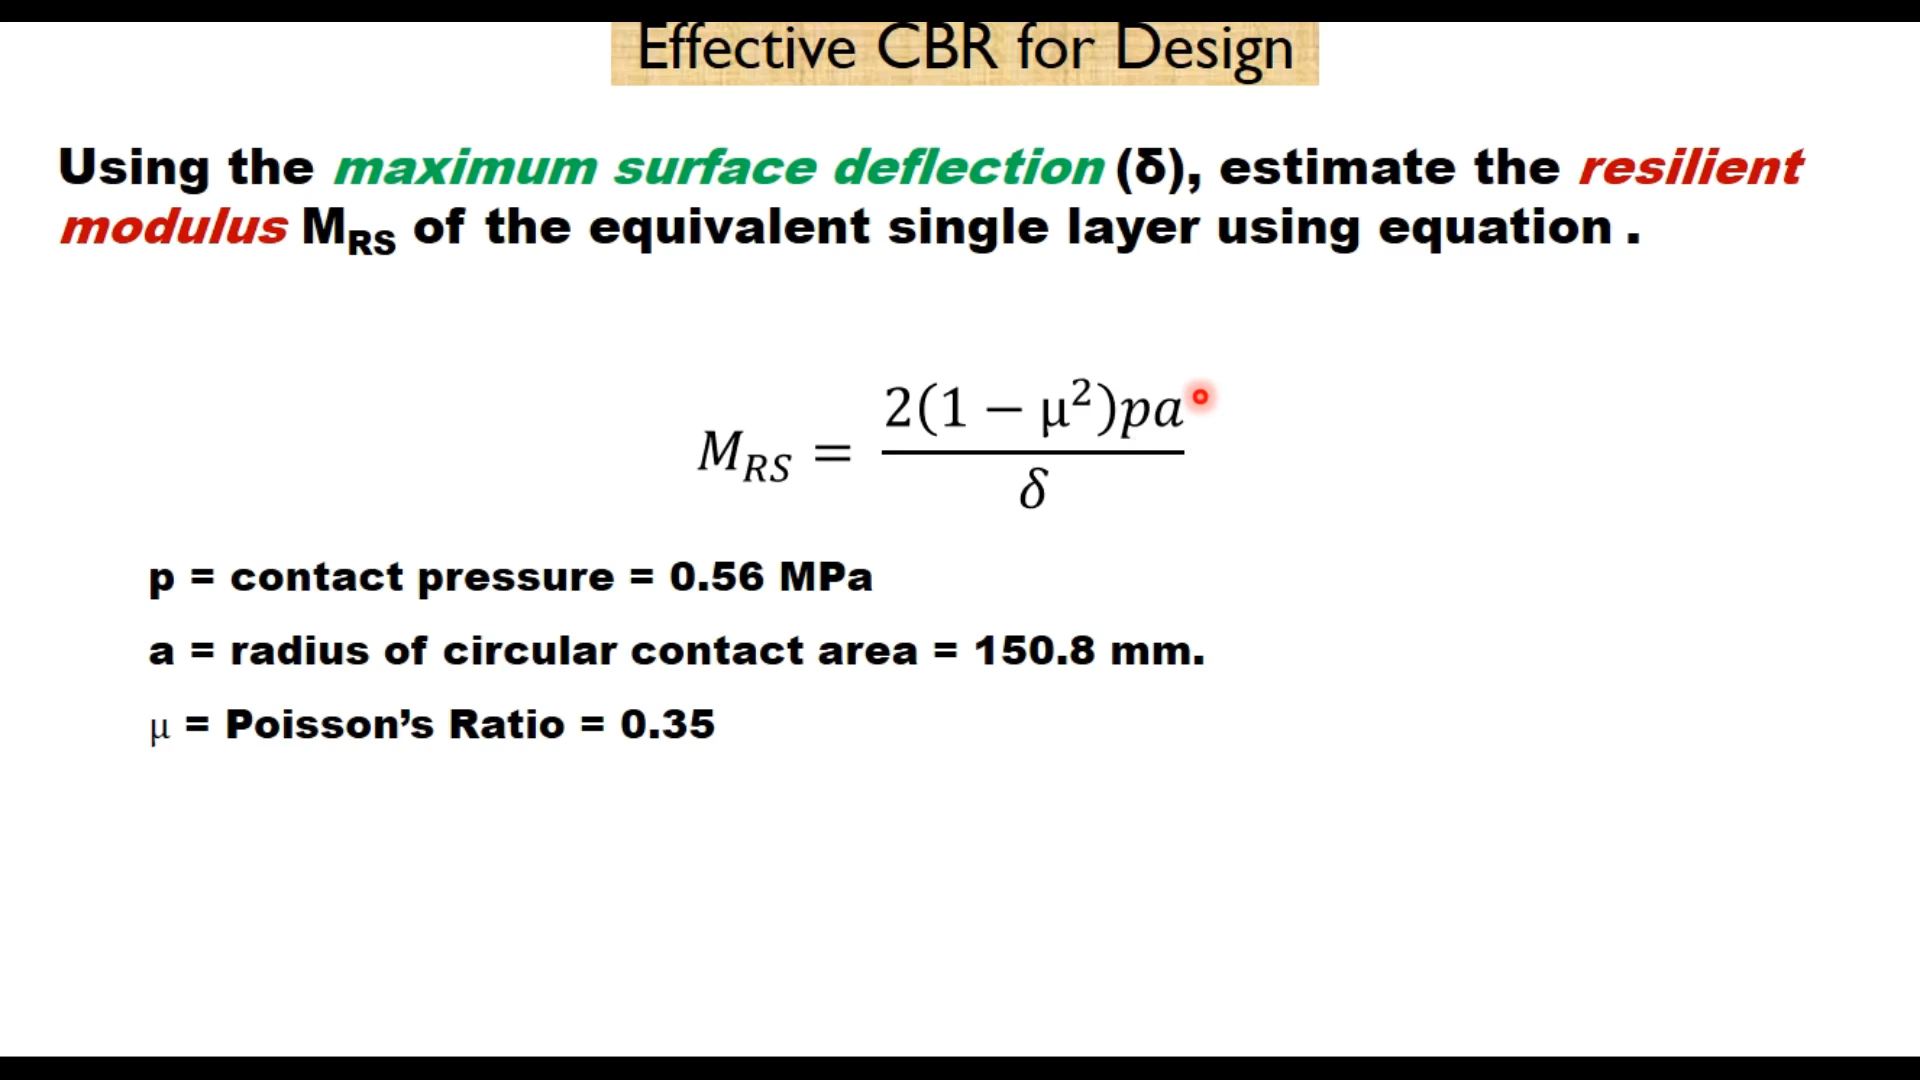 Effective CBR for Design
Using the maximum surface deflection (δ), estimate the resilient
modulus M_RS of the equivalent single layer using equation .
M_RS = 2(1 − μ²)pa / δ
p = contact pressure = 0.56 MPa
a = radius of circular contact area = 150.8 mm.
μ = Poisson’s Ratio = 0.35